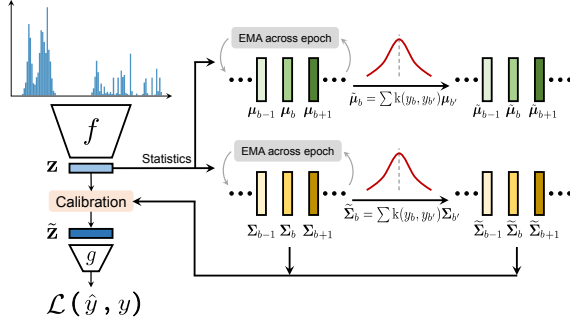 EMA across epoch
μ_{b−1} μ_b μ_{b+1}
μ̃_b = ∑ k(y_b, y_{b'})μ_{b'}
μ̃_{b−1} μ̃_b μ̃_{b+1}
f
z
Statistics
EMA across epoch
Calibration
Σ_{b−1} Σ_b Σ_{b+1}
Σ̃_b = ∑ k(y_b, y_{b'})Σ_{b'}
Σ̃_{b−1} Σ̃_b Σ̃_{b+1}
z̃
g
ℒ(ŷ, y)